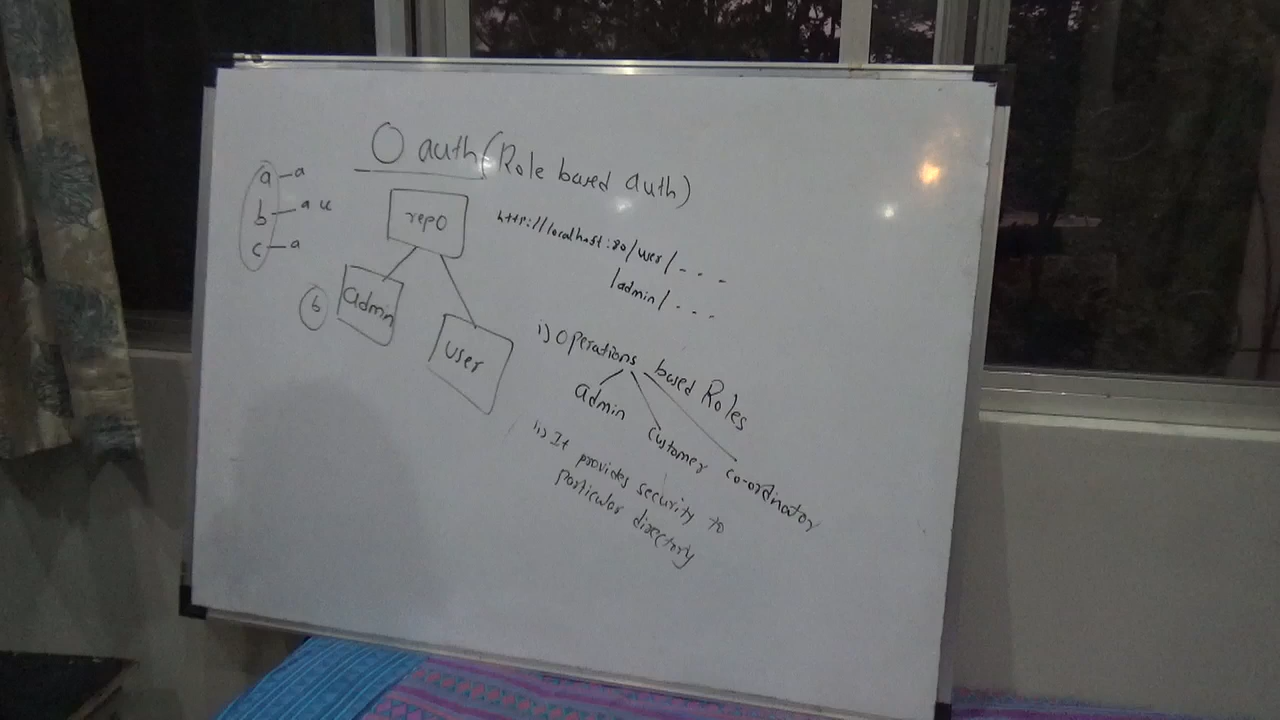 O auth (Role based auth)
a - a
b - a u
c - a
repo
admin
user
http://localhost:80/user/ - - -
/admin/ - - -
i) Operations based Roles
admin
customer
co-ordinator
ii) It provides security to
particular directory